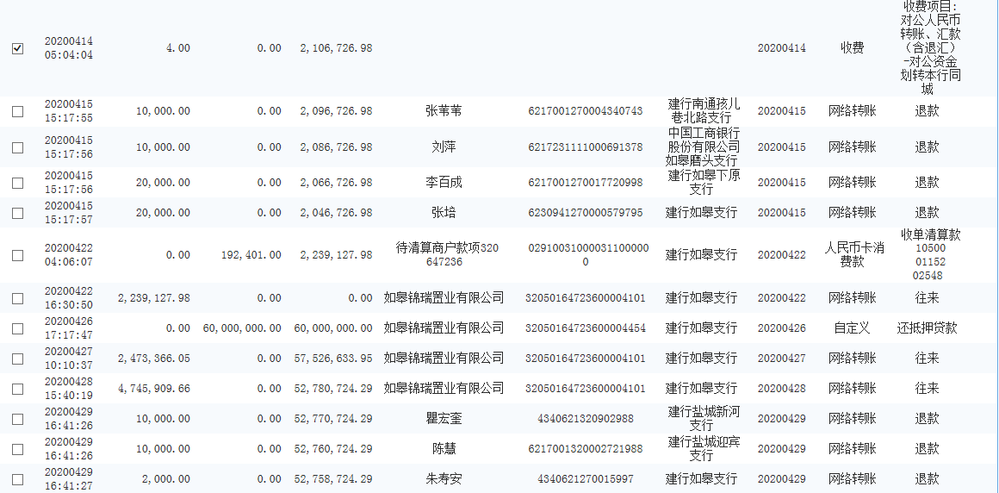 收费项目:
对公人民币
转账、汇款
（含退汇）
-对公资金
划转本行同
城
20200414
05:04:04
4.00
0.00
2,106,726.98
20200414
收费
20200415
15:17:55
10,000.00
0.00
2,096,726.98
张苇苇
6217001270004340743
建行南通孩儿
巷北路支行
20200415
网络转账
退款
20200415
15:17:56
10,000.00
0.00
2,086,726.98
刘萍
6217231111000691378
中国工商银行
股份有限公司
如皋磨头支行
20200415
网络转账
退款
20200415
15:17:56
20,000.00
0.00
2,066,726.98
李百成
6217001270017720998
建行如皋下原
支行
20200415
网络转账
退款
20200415
15:17:57
20,000.00
0.00
2,046,726.98
张培
6230941270000579795
建行如皋支行
20200415
网络转账
退款
20200422
04:06:07
0.00
192,401.00
2,239,127.98
待清算商户款项320
647236
02910031000031100000
0
建行如皋支行
20200422
人民币卡消
费款
收单清算款
10500
01152
02548
20200422
16:30:50
2,239,127.98
0.00
0.00
如皋锦瑞置业有限公司
32050164723600004101
建行如皋支行
20200422
网络转账
往来
20200426
17:17:47
0.00
60,000,000.00
60,000,000.00
如皋锦瑞置业有限公司
32050164723600004454
建行如皋支行
20200426
自定义
还抵押贷款
20200427
10:10:37
2,473,366.05
0.00
57,526,633.95
如皋锦瑞置业有限公司
32050164723600004101
建行如皋支行
20200427
网络转账
往来
20200428
15:40:19
4,745,909.66
0.00
52,780,724.29
如皋锦瑞置业有限公司
32050164723600004101
建行如皋支行
20200428
网络转账
往来
20200429
16:41:26
10,000.00
0.00
52,770,724.29
瞿宏奎
4340621320902988
建行盐城新河
支行
20200429
网络转账
退款
20200429
16:41:26
10,000.00
0.00
52,760,724.29
陈慧
6217001320002721988
建行盐城迎宾
支行
20200429
网络转账
退款
20200429
16:41:27
2,000.00
0.00
52,758,724.29
朱寿安
4340621270015997
建行如皋支行
20200429
网络转账
退款